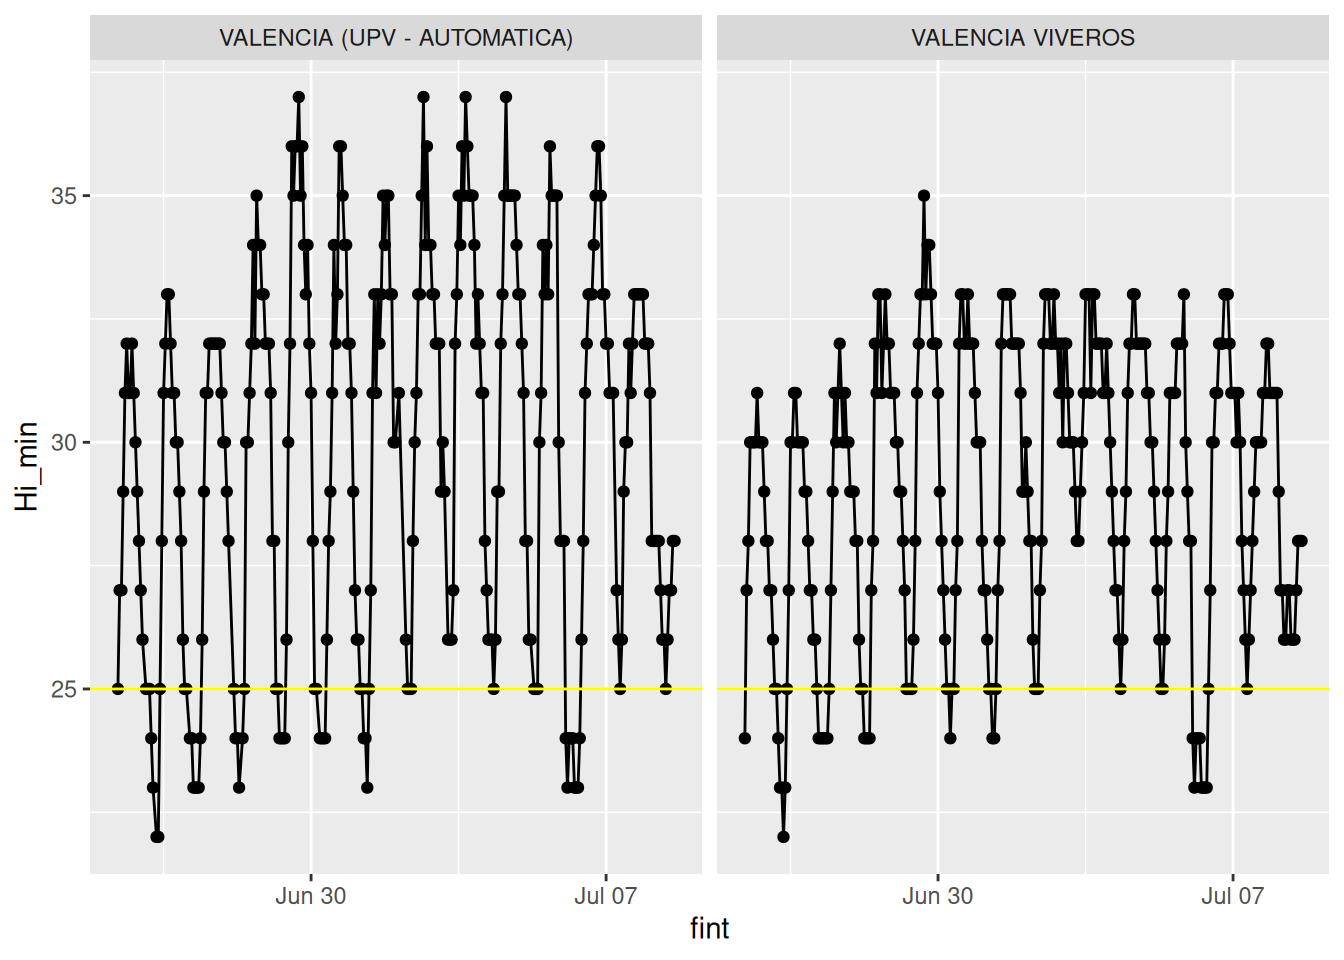 VALENCIA (UPV - AUTOMATICA)
VALENCIA VIVEROS
Hi_min
35
30
25
Jun 30
Jul 07
Jun 30
Jul 07
fint